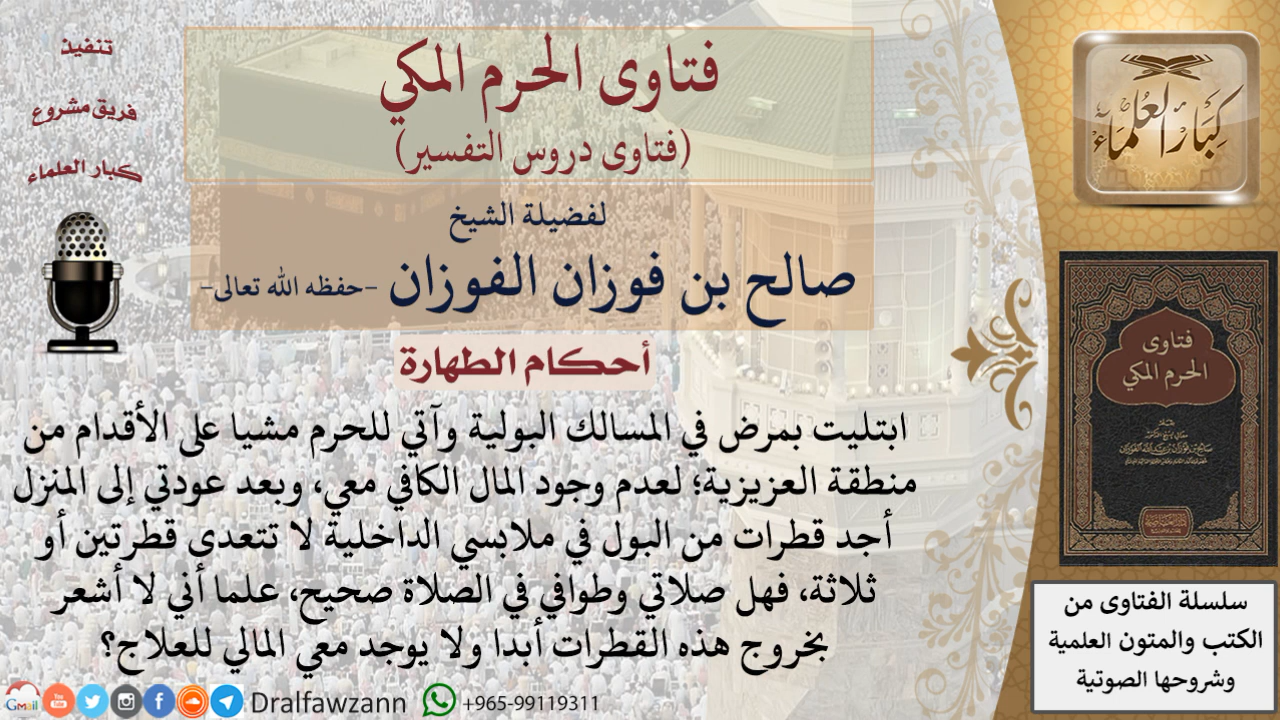 تنفيذ
فريق مشروع
كبار العلماء
فتاوى الحرم المكي
(فتاوى دروس التفسير)
لفضيلة الشيخ
صالح بن فوزان الفوزان -حفظه الله تعالى-
أحكام الطهارة
ابتليت بمرض في المسالك البولية وآتي للحرم مشيا على الأقدام من
منطقة العزيزية؛ لعدم وجود المال الكافي معي، وبعد عودتي إلى المنزل
أجد قطرات من البول في ملابسي الداخلية لا تتعدى قطرتين أو
ثلاثة، فهل صلاتي وطوافي في الصلاة صحيح، علما أني لا أشعر
بخروج هذه القطرات أبدا ولا يوجد معي المالي للعلاج؟
كبار العلماء
فتاوى
الحرم المكي
سلسلة الفتاوى من
الكتب والمتون العلمية
وشروحها الصوتية
Gmail
You
Tube
Dralfawzann
+965-99119311